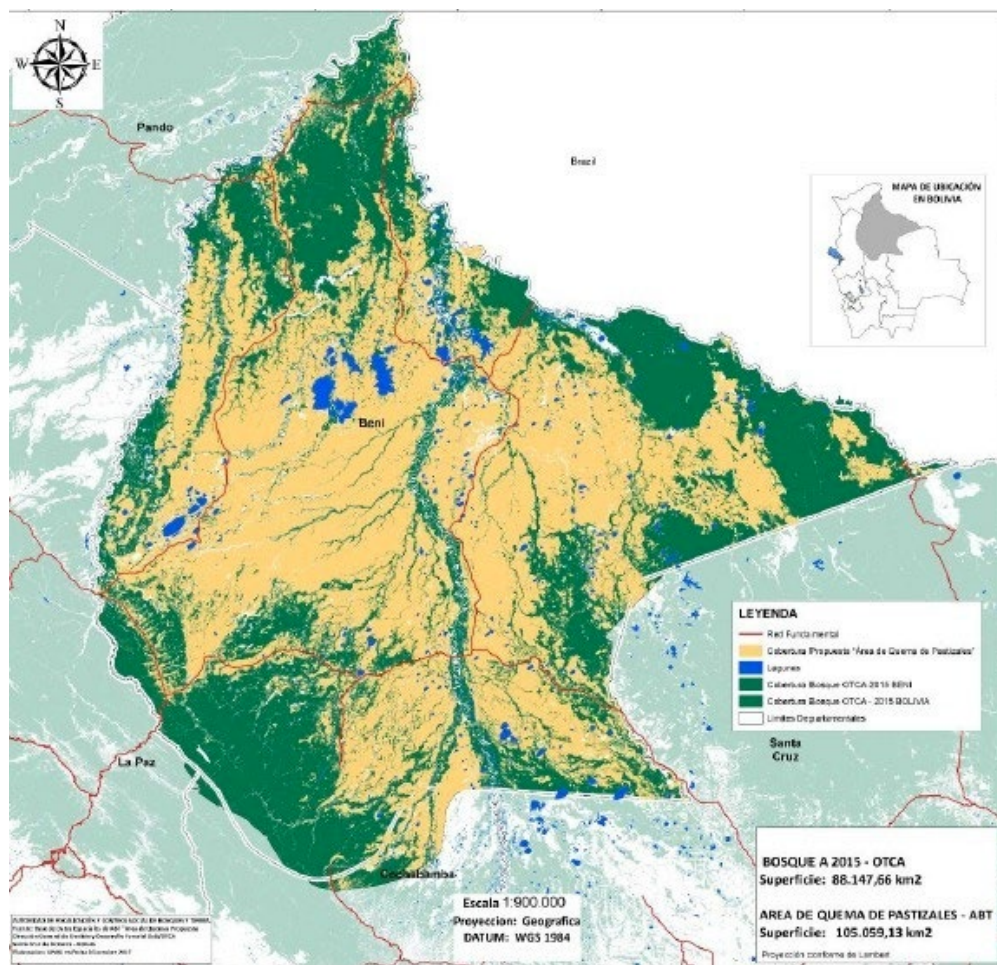 N
W E
S
Pando
Brazil
MAPA DE UBICACIÓN
EN BOLIVIA
Beni
LEYENDA
Red Fundamental
Cobertura Propuesta "Área de Quema de Pastizales"
Lagunas
Cobertura Bosque OTCA 2015 BENI
Cobertura Bosque OTCA - 2015 BOLIVIA
Limites Departamentales
Santa
Cruz
La Paz
Cochabamba
Escala 1:900.000
Proyeccion: Geografica
DATUM: WGS 1984
BOSQUE A 2015 - OTCA
Superficie: 88.147,66 km2
AREA DE QUEMA DE PASTIZALES - ABT
Superficie: 105.059,13 km2
Proyección conforme de Lambert